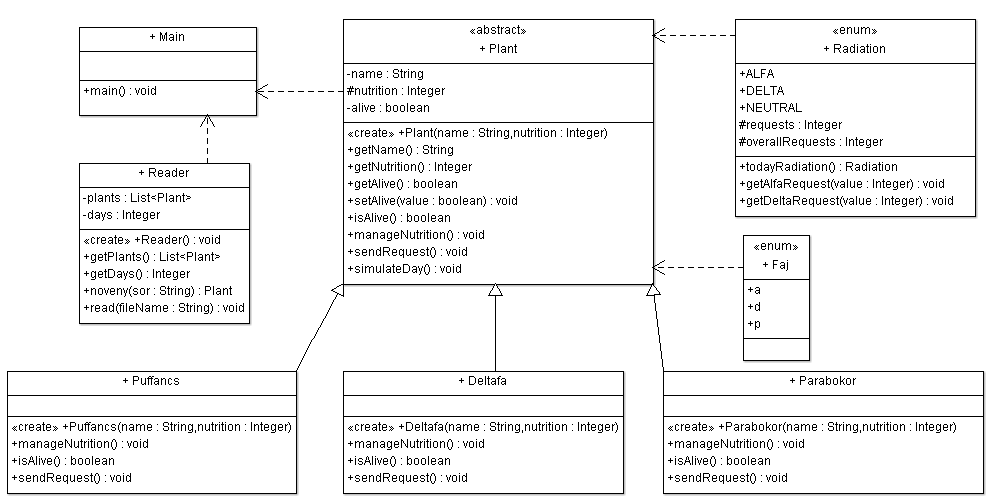 + Main
+main() : void
«abstract»
+ Plant
-name : String
#nutrition : Integer
-alive : boolean
«create» +Plant(name : String,nutrition : Integer)
+getName() : String
+getNutrition() : Integer
+getAlive() : boolean
+setAlive(value : boolean) : void
+isAlive() : boolean
+manageNutrition() : void
+sendRequest() : void
+simulateDay() : void
«enum»
+ Radiation
+ALFA
+DELTA
+NEUTRAL
#requests : Integer
#overallRequests : Integer
+todayRadiation() : Radiation
+getAlfaRequest(value : Integer) : void
+getDeltaRequest(value : Integer) : void
+ Reader
-plants : List<Plant>
-days : Integer
«create» +Reader() : void
+getPlants() : List<Plant>
+getDays() : Integer
+noveny(sor : String) : Plant
+read(fileName : String) : void
«enum»
+ Faj
+a
+d
+p
+ Puffancs
«create» +Puffancs(name : String,nutrition : Integer)
+manageNutrition() : void
+isAlive() : boolean
+sendRequest() : void
+ Deltafa
«create» +Deltafa(name : String,nutrition : Integer)
+manageNutrition() : void
+isAlive() : boolean
+sendRequest() : void
+ Parabokor
«create» +Parabokor(name : String,nutrition : Integer)
+manageNutrition() : void
+isAlive() : boolean
+sendRequest() : void